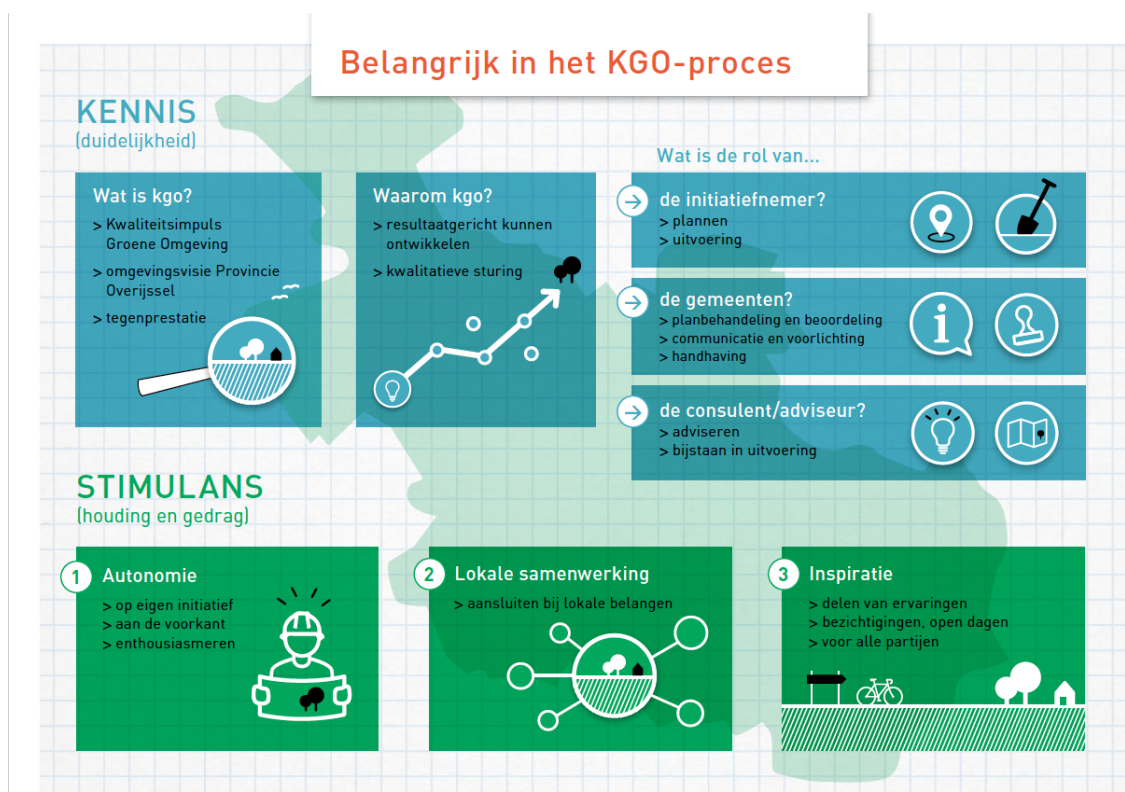 Belangrijk in het KGO-proces
KENNIS
(duidelijkheid)
Wat is kgo?
> Kwaliteitsimpuls
Groene Omgeving
> omgevingsvisie Provincie
Overijssel
> tegenprestatie
Waarom kgo?
> resultaatgericht kunnen
ontwikkelen
> kwalitatieve sturing
Wat is de rol van...
→ de initiatiefnemer?
> plannen
> uitvoering
→ de gemeenten?
> planbehandeling en beoordeling
> communicatie en voorlichting
> handhaving
i
→ de consulent/adviseur?
> adviseren
> bijstaan in uitvoering
STIMULANS
(houding en gedrag)
1 Autonomie
> op eigen initiatief
> aan de voorkant
> enthousiasmeren
2 Lokale samenwerking
> aansluiten bij lokale belangen
3 Inspiratie
> delen van ervaringen
> bezichtigingen, open dagen
> voor alle partijen